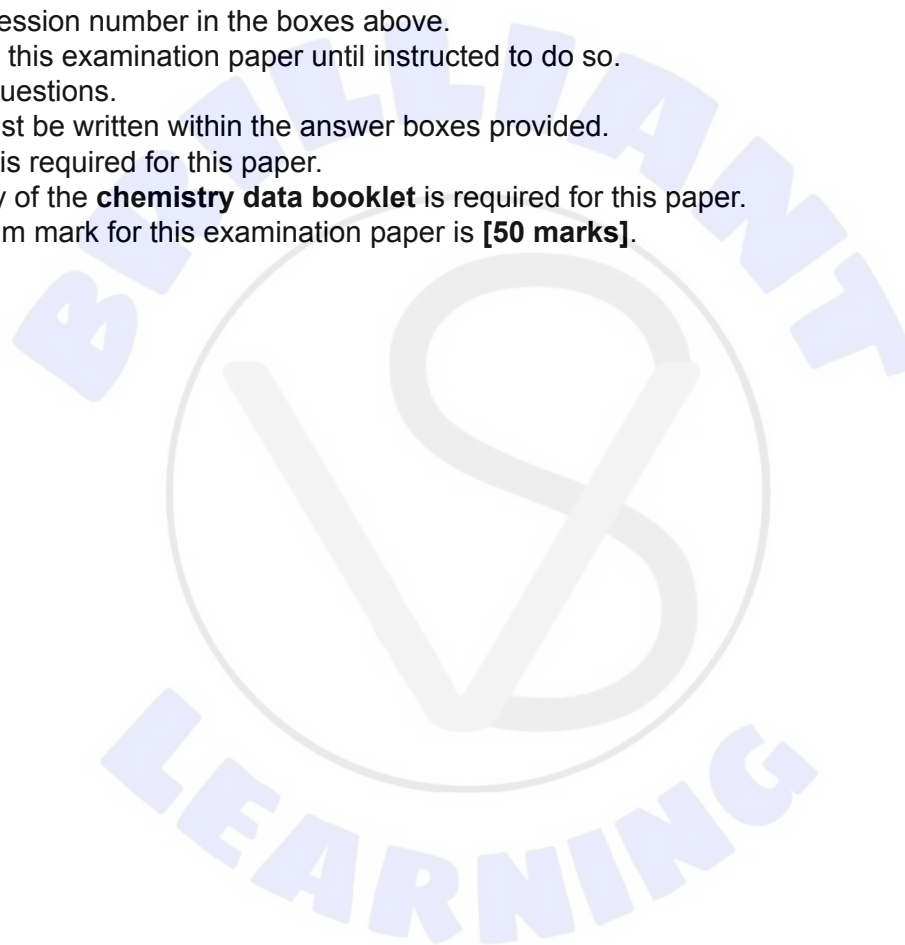 ession number in the boxes above.
this examination paper until instructed to do so.
uestions.
st be written within the answer boxes provided.
is required for this paper.
y of the chemistry data booklet is required for this paper.
m mark for this examination paper is [50 marks].
BRILLIANT
VS
LEARNING